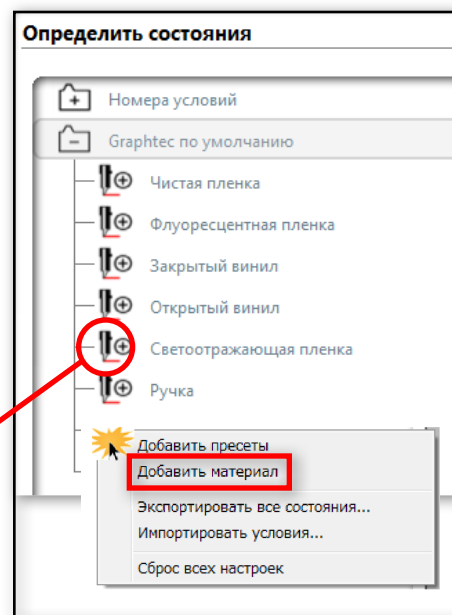 Определить состояния
Номера условий
Graphtec по умолчанию
Чистая пленка
Флуоресцентная пленка
Закрытый винил
Открытый винил
Светоотражающая пленка
Ручка
Добавить пресеты
Добавить материал
Экспортировать все состояния...
Импортировать условия...
Сброс всех настроек